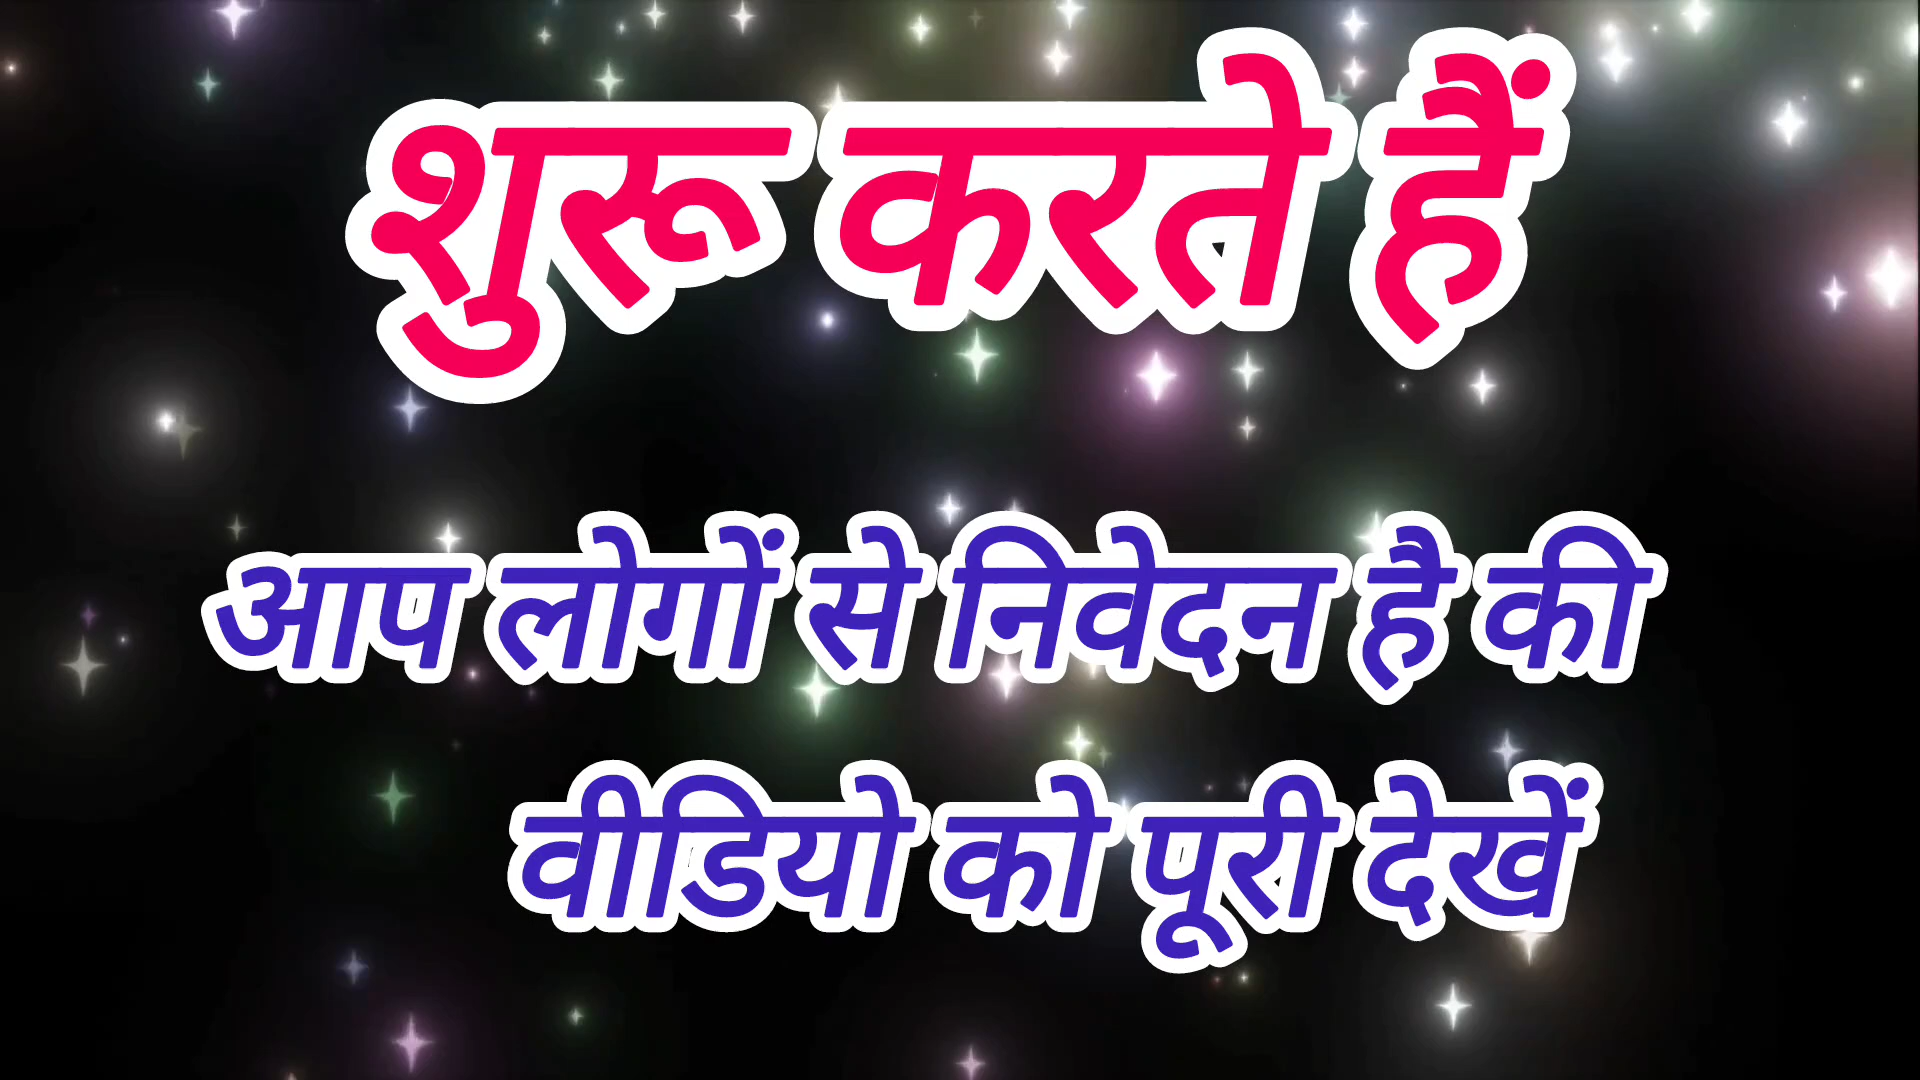 शुरू करते हैं
आप लोगों से निवेदन है की
वीडियो को पूरी देखें